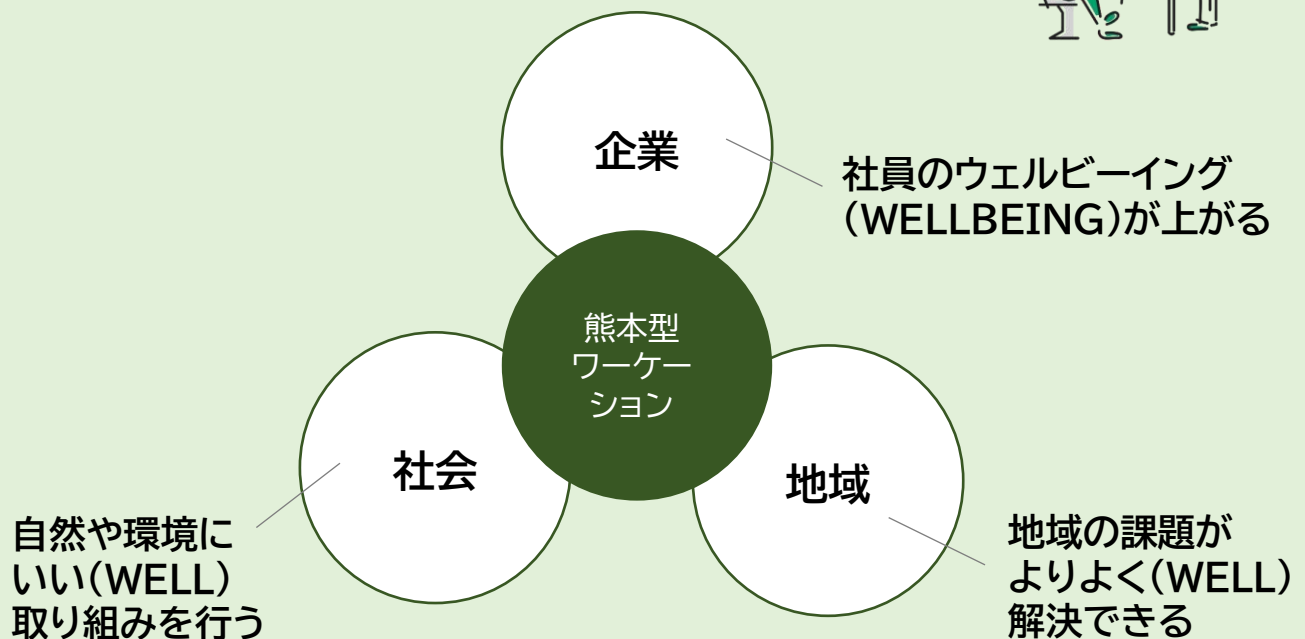 企業
社員のウェルビーイング
(WELLBEING)が上がる
熊本型
ワーケー
ション
社会
地域
自然や環境に
いい(WELL)
取り組みを行う
地域の課題が
よりよく(WELL)
解決できる